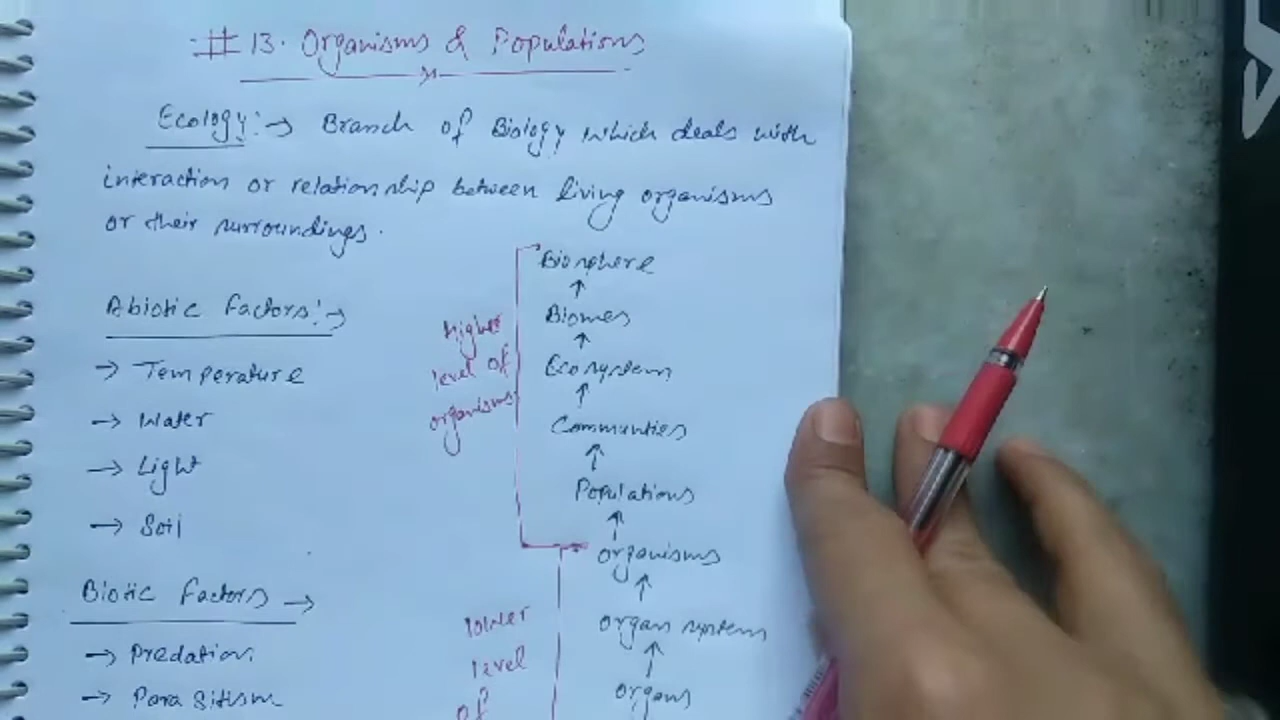 # 13. Organisms & Populations
Ecology:→ Branch of Biology which deals with
interaction or relationship between living organisms
or their surroundings.
Abiotic factors:→
→ Temperature
→ Water
→ Light
→ Soil
Biotic factors →
→ Predation
→ Parasitism
higher
level of
organisms
Biosphere
↑
Biomes
↑
Ecosystem
↑
Communties
↑
Populations
↑
organisms
↑
organ system
↑
organs
lower
level
of